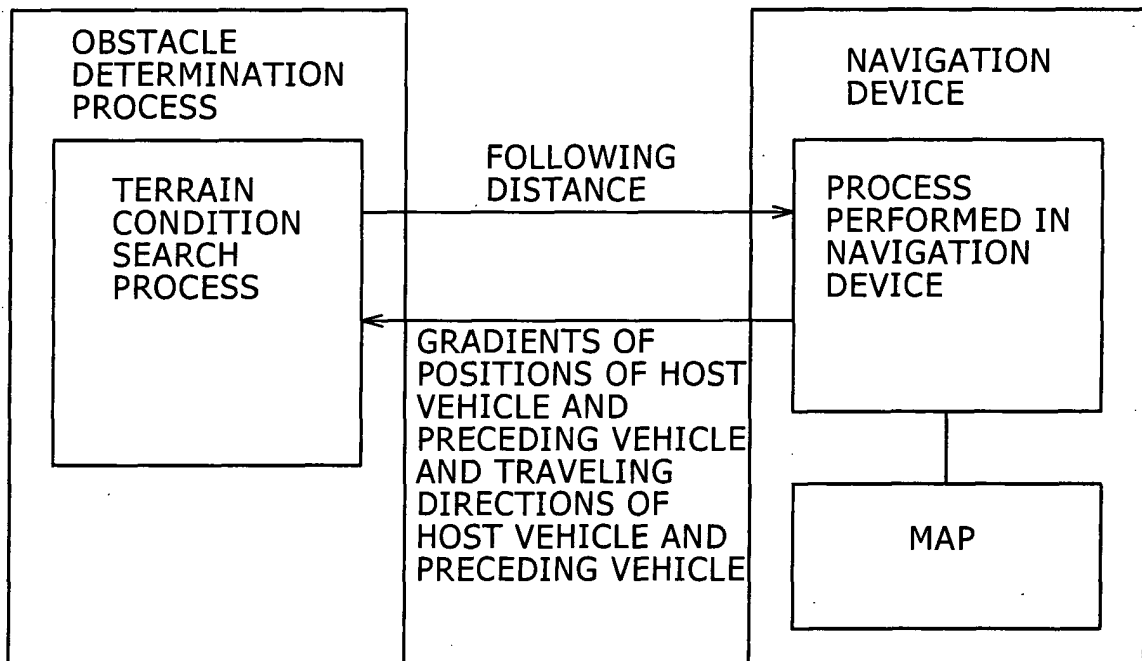 OBSTACLE
DETERMINATION
PROCESS
TERRAIN
CONDITION
SEARCH
PROCESS
FOLLOWING
DISTANCE
GRADIENTS OF
POSITIONS OF HOST
VEHICLE AND
PRECEDING VEHICLE
AND TRAVELING
DIRECTIONS OF
HOST VEHICLE AND
PRECEDING VEHICLE
NAVIGATION
DEVICE
PROCESS
PERFORMED IN
NAVIGATION
DEVICE
MAP